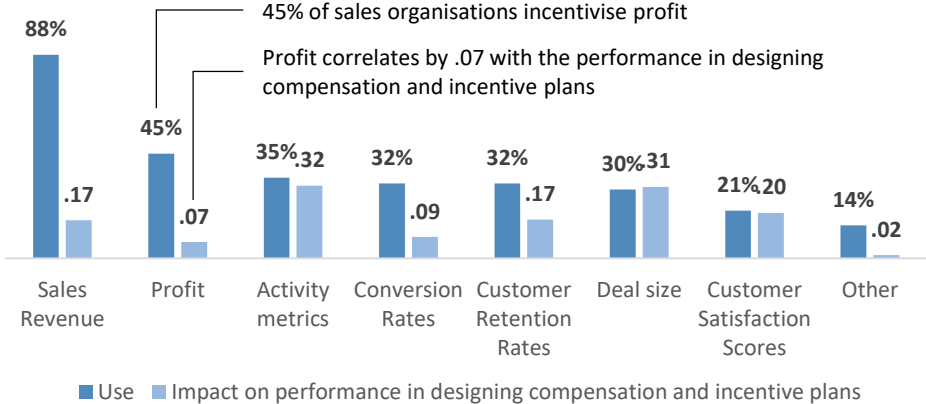 45% of sales organisations incentivise profit
Profit correlates by .07 with the performance in designing
compensation and incentive plans
88%
.17
45%
.07
35%
.32
32%
.09
32%
.17
30%
.31
21%
.20
14%
.02
Sales
Revenue
Profit
Activity
metrics
Conversion
Rates
Customer
Retention
Rates
Deal size
Customer
Satisfaction
Scores
Other
Use
Impact on performance in designing compensation and incentive plans